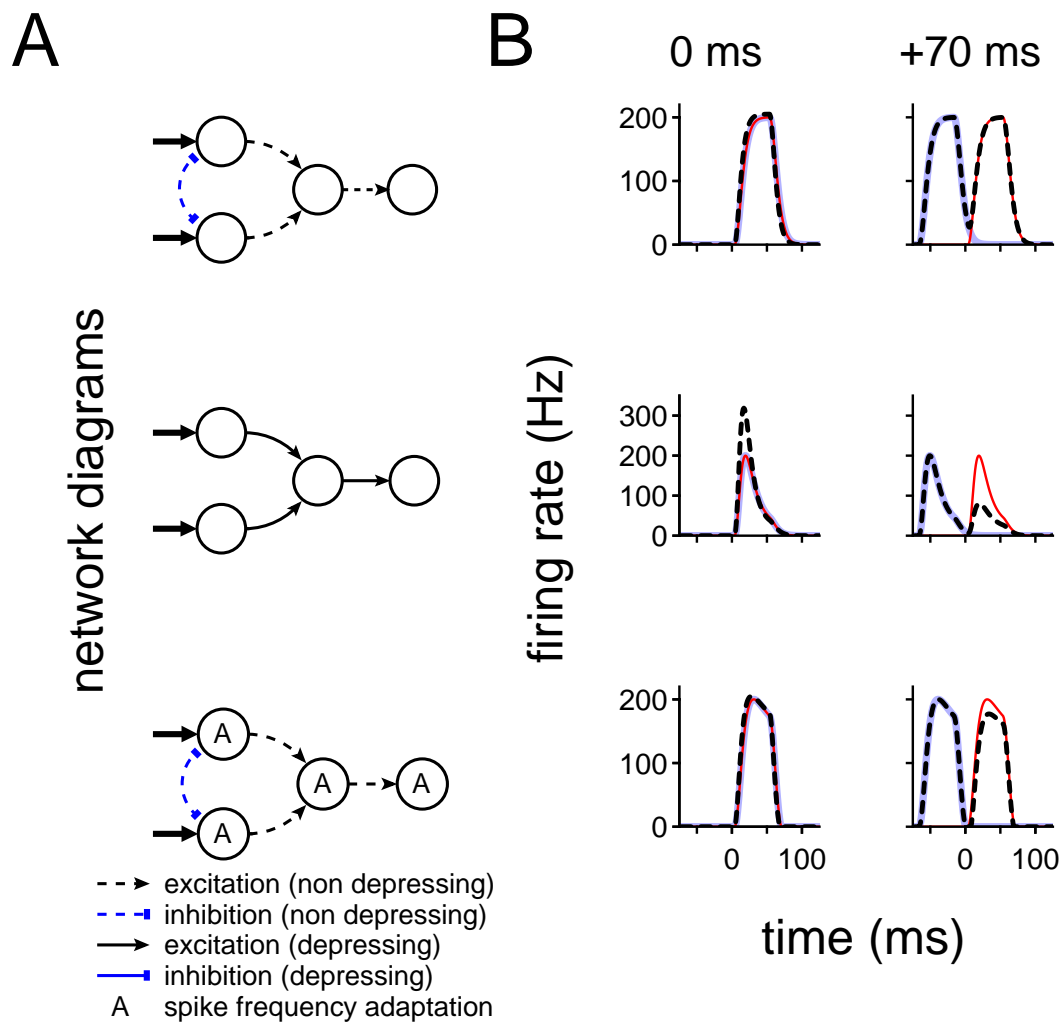 A
B
0 ms
+70 ms
network diagrams
firing rate (Hz)
200
100
0
300
200
100
0
A
A
A
A
200
100
0
0
100
0
100
time (ms)
excitation (non depressing)
inhibition (non depressing)
excitation (depressing)
inhibition (depressing)
A spike frequency adaptation